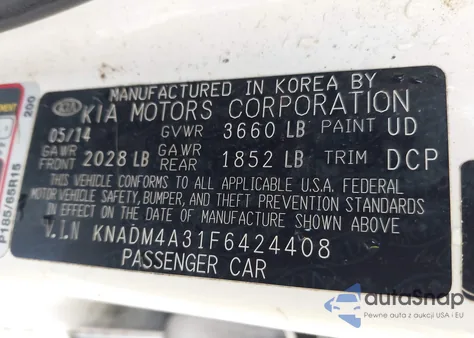 MANUFACTURED IN KOREA BY
KIA KIA MOTORS CORPORATION
05/14 GVWR 3660 LB PAINT UD
GAWR FRONT 2028 LB GAWR REAR 1852 LB TRIM DCP
THIS VEHICLE CONFORMS TO ALL APPLICABLE U.S.A. FEDERAL
MOTOR VEHICLE SAFETY, BUMPER, AND THEFT PREVENTION STANDARDS
IN EFFECT ON THE DATE OF MANUFACTURE SHOWN ABOVE.
V.I.N KNADM4A31F6424408
PASSENGER CAR
P185/65R15
200
autoSnap
Pewne auta z aukcji USA i EU